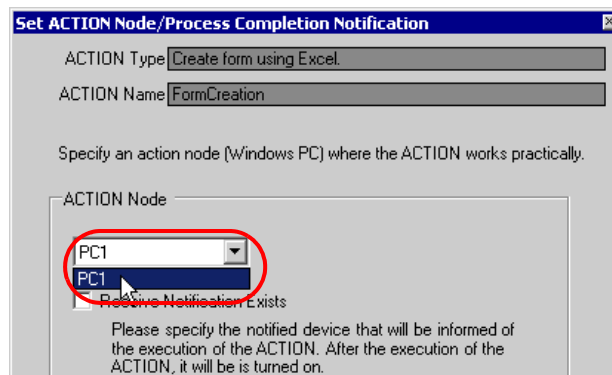 Set ACTION Node/Process Completion Notification
ACTION Type Create form using Excel.
ACTION Name FormCreation
Specify an action node (Windows PC) where the ACTION works practically.
ACTION Node
PC1
PC1
Receive Notification Exists
Please specify the notified device that will be informed of
the execution of the ACTION. After the execution of the
ACTION, it will be is turned on.